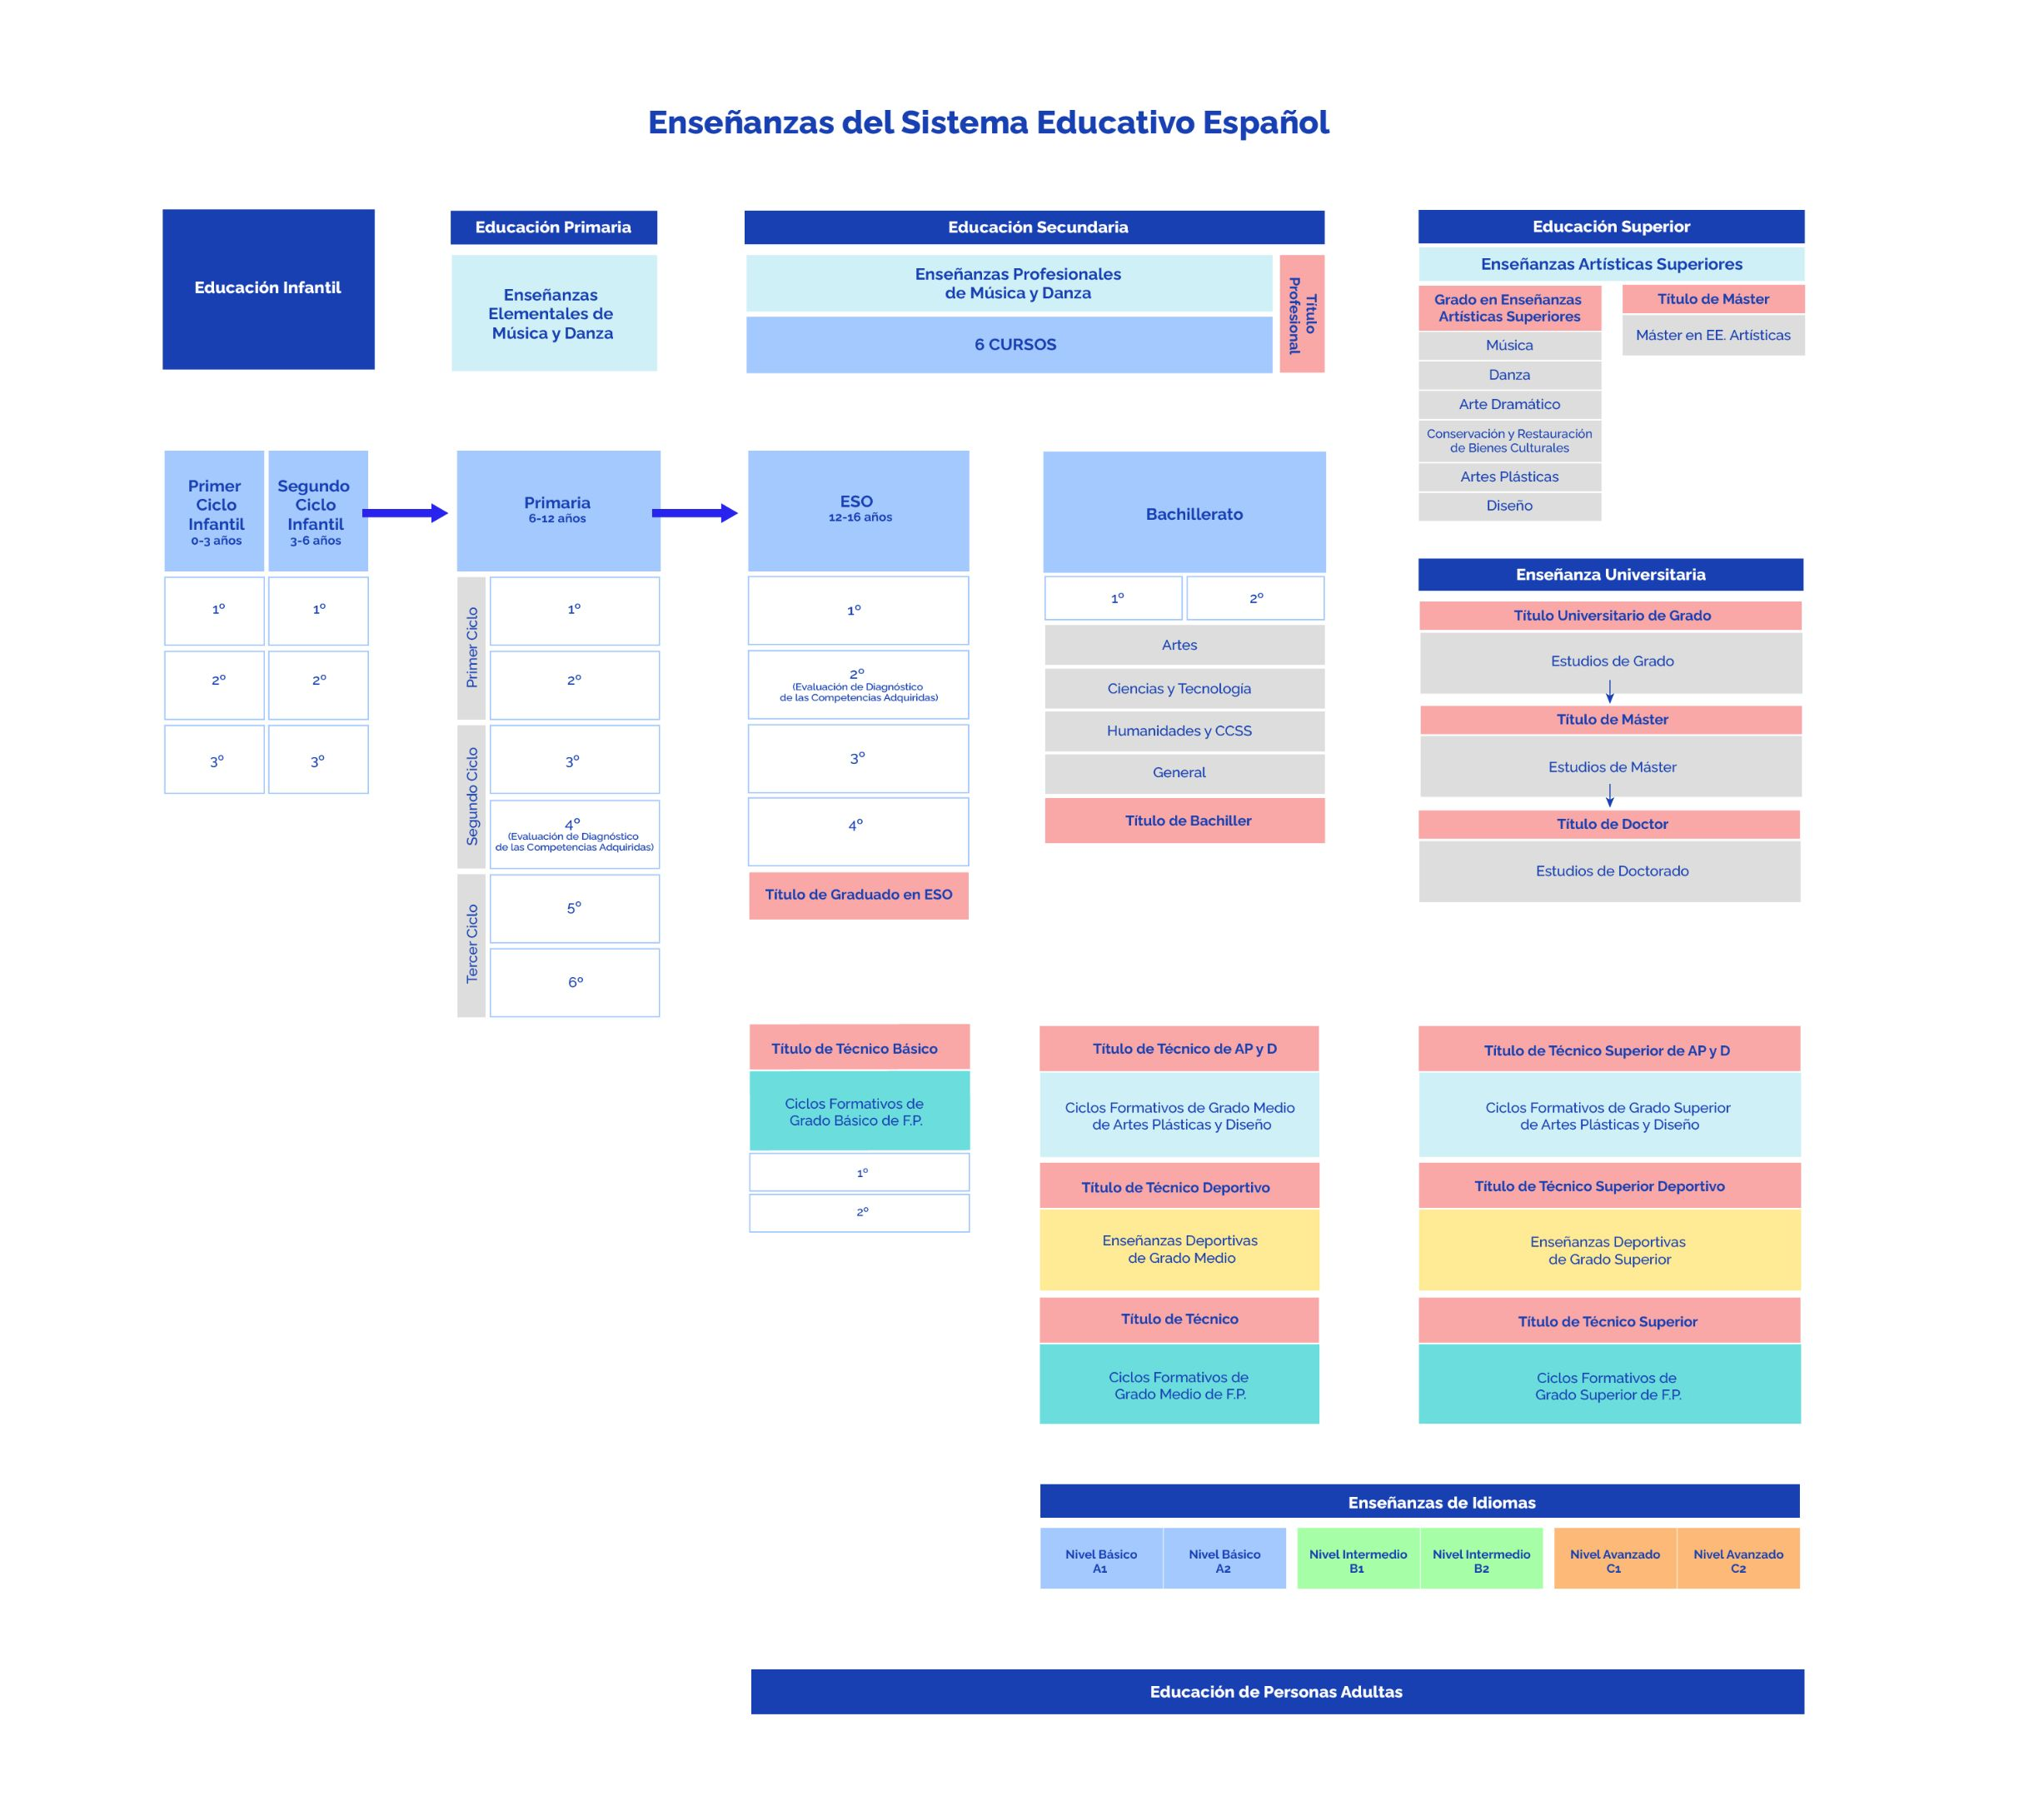 Enseñanzas del Sistema Educativo Español
Educación Infantil
Educación Primaria
Enseñanzas
Elementales de
Música y Danza
Educación Secundaria
Enseñanzas Profesionales
de Música y Danza
6 CURSOS
Título
Profesional
Educación Superior
Enseñanzas Artísticas Superiores
Grado en Enseñanzas
Artísticas Superiores
Música
Danza
Arte Dramático
Conservación y Restauración
de Bienes Culturales
Artes Plásticas
Diseño
Título de Máster
Máster en EE. Artísticas
Primer
Ciclo
Infantil
0-3 años
1º
2º
3º
Segundo
Ciclo
Infantil
3-6 años
1º
2º
3º
Primaria
6-12 años
Primer Ciclo
1º
2º
Segundo Ciclo
3º
4º
(Evaluación de Diagnóstico
de las Competencias Adquiridas)
Tercer Ciclo
5º
6º
ESO
12-16 años
1º
2º
(Evaluación de Diagnóstico
de las Competencias Adquiridas)
3º
4º
Título de Graduado en ESO
Bachillerato
1º
2º
Artes
Ciencias y Tecnología
Humanidades y CCSS
General
Título de Bachiller
Enseñanza Universitaria
Título Universitario de Grado
Estudios de Grado
Título de Máster
Estudios de Máster
Título de Doctor
Estudios de Doctorado
Título de Técnico Básico
Ciclos Formativos de
Grado Básico de F.P.
1º
2º
Título de Técnico de AP y D
Ciclos Formativos de Grado Medio
de Artes Plásticas y Diseño
Título de Técnico Deportivo
Enseñanzas Deportivas
de Grado Medio
Título de Técnico
Ciclos Formativos de
Grado Medio de F.P.
Título de Técnico Superior de AP y D
Ciclos Formativos de Grado Superior
de Artes Plásticas y Diseño
Título de Técnico Superior Deportivo
Enseñanzas Deportivas
de Grado Superior
Título de Técnico Superior
Ciclos Formativos de
Grado Superior de F.P.
Enseñanzas de Idiomas
Nivel Básico
A1
Nivel Básico
A2
Nivel Intermedio
B1
Nivel Intermedio
B2
Nivel Avanzado
C1
Nivel Avanzado
C2
Educación de Personas Adultas